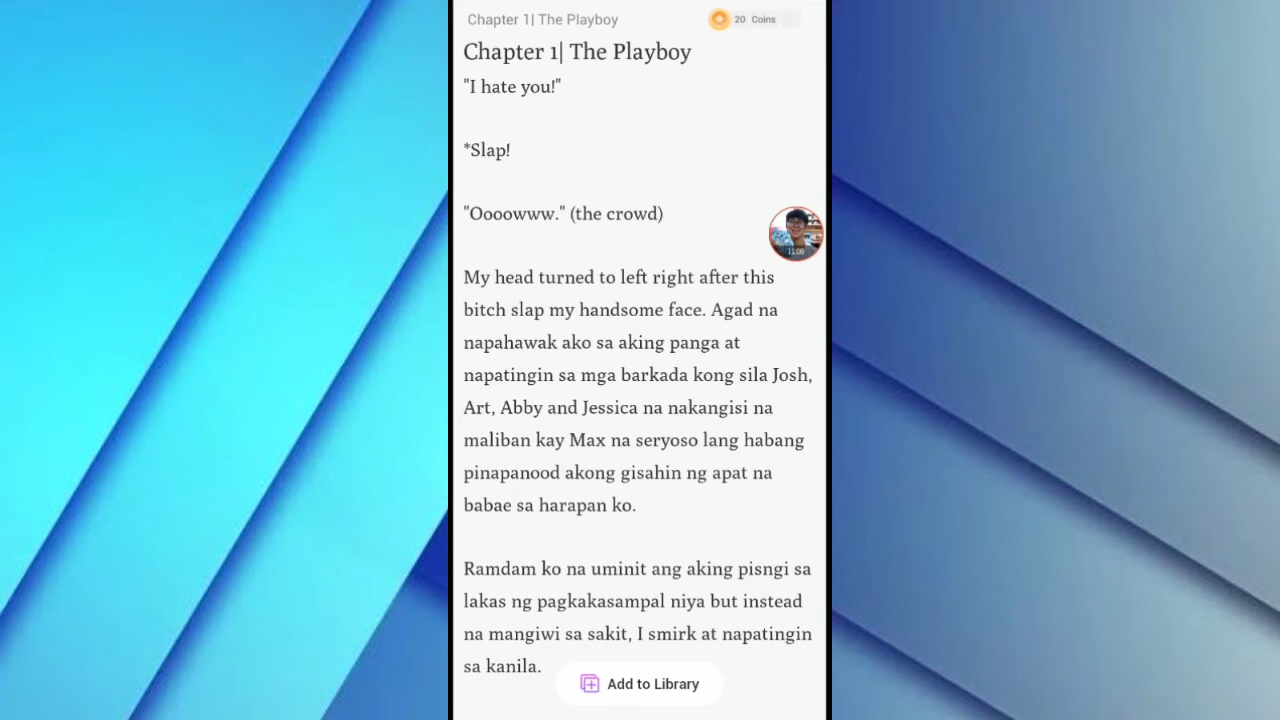 Chapter 1| The Playboy
20 Coins
Chapter 1| The Playboy
"I hate you!"
*Slap!
"Oooowww." (the crowd)
11:09
My head turned to left right after this
bitch slap my handsome face. Agad na
napahawak ako sa aking panga at
napatingin sa mga barkada kong sila Josh,
Art, Abby and Jessica na nakangisi na
maliban kay Max na seryoso lang habang
pinapanood akong gisahin ng apat na
babae sa harapan ko.
Ramdam ko na uminit ang aking pisngi sa
lakas ng pagkakasampal niya but instead
na mangiwi sa sakit, I smirk at napatingin
sa kanila.
Add to Library